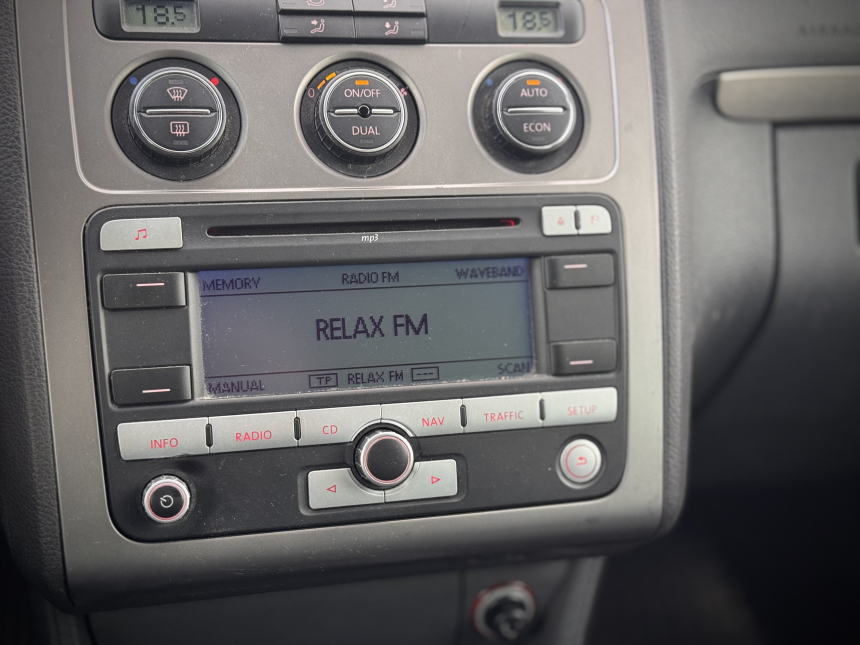 18.5 18.5
0 ON/OFF AUTO
DUAL ECON
mp3
MEMORY RADIO FM WAVEBAND
RELAX FM
MANUAL TP RELAX FM --- SCAN
INFO RADIO CD NAV TRAFFIC SETUP